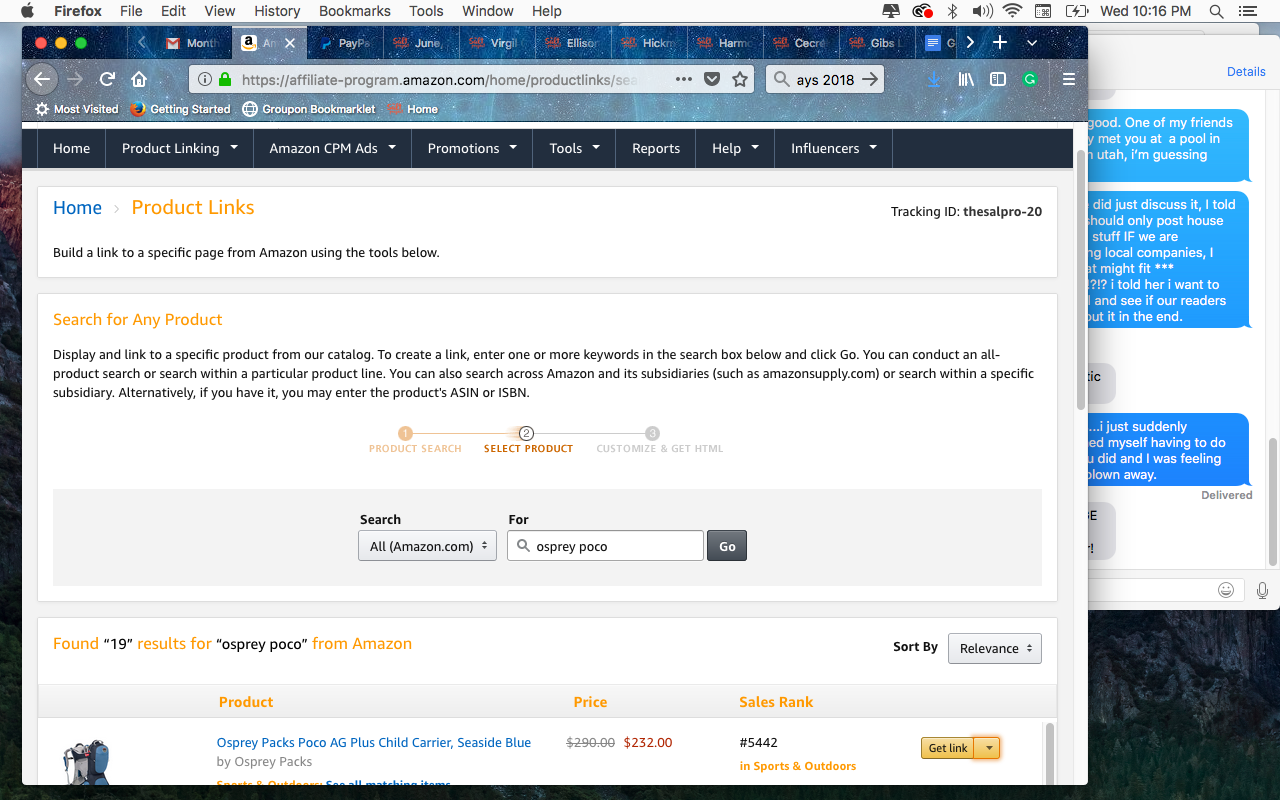 Firefox File Edit View History Bookmarks Tools Window Help Wed 10:16 PM
Month
PayPa
June,
Virgil
Ellison
Hickm
Harmo
Cecré
Gibs L
G
https://affiliate-program.amazon.com/home/productlinks/sea
ays 2018
Most Visited Getting Started Groupon Bookmarklet Home
Home Product Linking Amazon CPM Ads Promotions Tools Reports Help Influencers
Home › Product Links
Tracking ID: thesalpro-20
Build a link to a specific page from Amazon using the tools below.
Search for Any Product
Display and link to a specific product from our catalog. To create a link, enter one or more keywords in the search box below and click Go. You can conduct an all-
product search or search within a particular product line. You can also search across Amazon and its subsidiaries (such as amazonsupply.com) or search within a specific
subsidiary. Alternatively, if you have it, you may enter the product's ASIN or ISBN.
1 2 3
PRODUCT SEARCH SELECT PRODUCT CUSTOMIZE & GET HTML
Search For
All (Amazon.com) osprey poco Go
Found “19” results for “osprey poco” from Amazon
Sort By Relevance
Product Price Sales Rank
Osprey Packs Poco AG Plus Child Carrier, Seaside Blue $290.00 $232.00 #5442 Get link
by Osprey Packs
in Sports & Outdoors
Sports & Outdoors: See all matching items
Details
good. One of my friends
y met you at a pool in
n utah, i’m guessing
did just discuss it, I told
should only post house
stuff IF we are
ng local companies, I
at might fit ***
?!? i told her i want to
l and see if our readers
out it in the end.
tic
...i just suddenly
ed myself having to do
u did and I was feeling
blown away.
Delivered
SE
r!